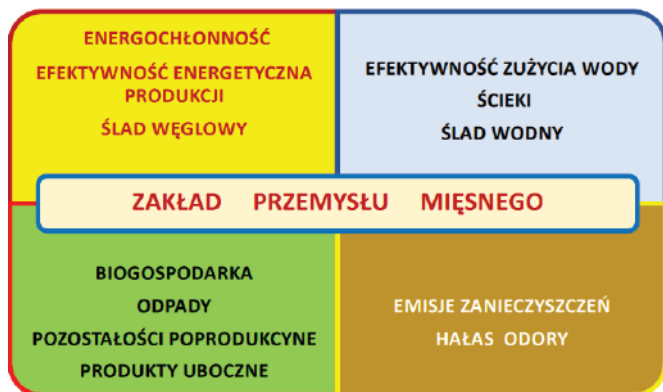 ENERGOCHŁONNOŚĆ
EFEKTYWNOŚĆ ENERGETYCZNA
PRODUKCJI
ŚLAD WĘGLOWY
EFEKTYWNOŚĆ ZUŻYCIA WODY
ŚCIEKI
ŚLAD WODNY
ZAKŁAD PRZEMYSŁU MIĘSNEGO
BIOGOSPODARKA
ODPADY
POZOSTAŁOŚCI POPRODUKCYJNE
PRODUKTY UBOCZNE
EMISJE ZANIECZYSZCZEŃ
HAŁAS ODORY